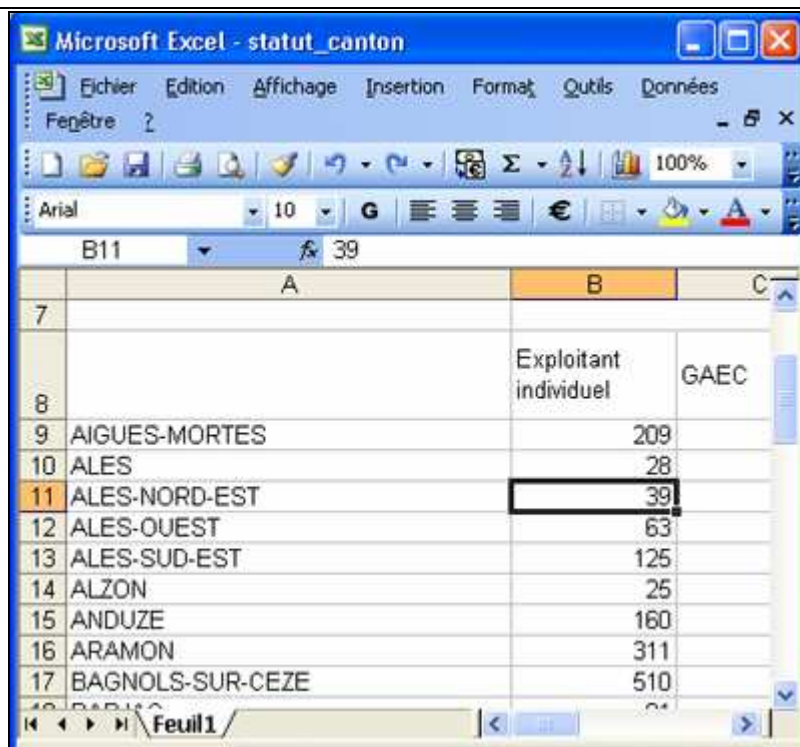 Microsoft Excel - statut_canton
Fichier Edition Affichage Insertion Format Outils Données
Fenêtre ?
100%
Arial 10 G
B11 fx 39
A B C
7
8 Exploitant individuel GAEC
9 AIGUES-MORTES 209
10 ALES 28
11 ALES-NORD-EST 39
12 ALES-OUEST 63
13 ALES-SUD-EST 125
14 ALZON 25
15 ANDUZE 160
16 ARAMON 311
17 BAGNOLS-SUR-CEZE 510
Feuil1